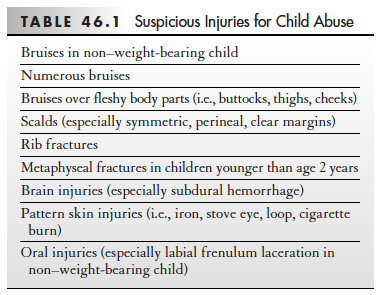 TABLE 46.1 Suspicious Injuries for Child Abuse
Bruises in non–weight-bearing child
Numerous bruises
Bruises over fleshy body parts (i.e., buttocks, thighs, cheeks)
Scalds (especially symmetric, perineal, clear margins)
Rib fractures
Metaphyseal fractures in children younger than age 2 years
Brain injuries (especially subdural hemorrhage)
Pattern skin injuries (i.e., iron, stove eye, loop, cigarette
burn)
Oral injuries (especially labial frenulum laceration in
non–weight-bearing child)